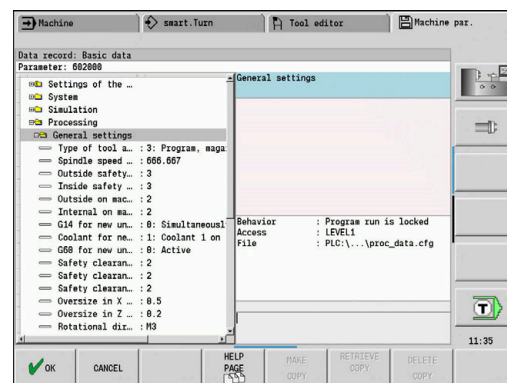 Machine
smart.Turn
Tool editor
Machine par.
Data record: Basic data
Parameter: 602000
Settings of the …
System
Simulation
Processing
General settings
Type of tool a… : 3: Program, maga
Spindle speed … : 666.667
Outside safety… : 3
Inside safety … : 3
Outside on mac… : 2
Internal on ma… : 2
G14 for new un… : 0: Simultaneousl
Coolant for ne… : 1: Coolant 1 on
G60 for new un… : 0: Active
Safety clearan… : 2
Safety clearan… : 2
Safety clearan… : 2
Oversize in X … : 0.5
Oversize in Z … : 0.2
Rotational dir… : M3
General settings
Behavior : Program run is locked
Access : LEVEL1
File : PLC:\...\proc_data.cfg
T
11:35
OK
CANCEL
HELP PAGE
MAKE COPY
RETRIEVE COPY
DELETE COPY